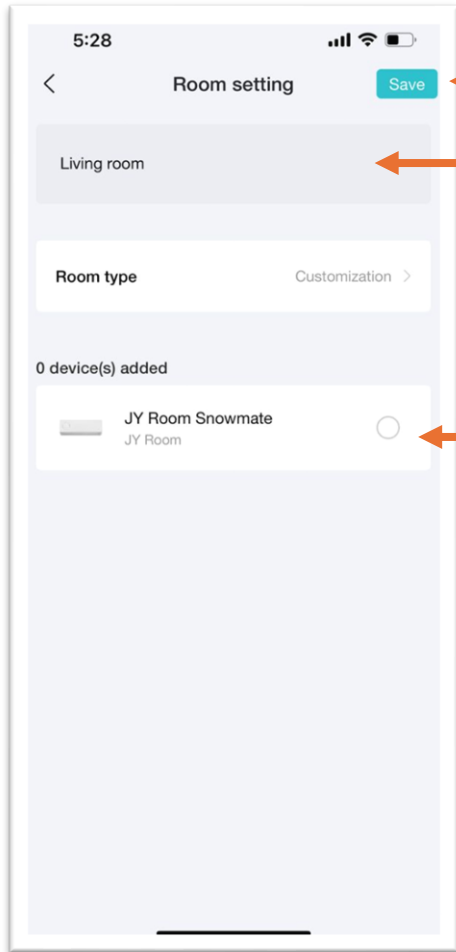 5:28
Room setting
Save
Living room
Room type
Customization
0 device(s) added
JY Room Snowmate
JY Room